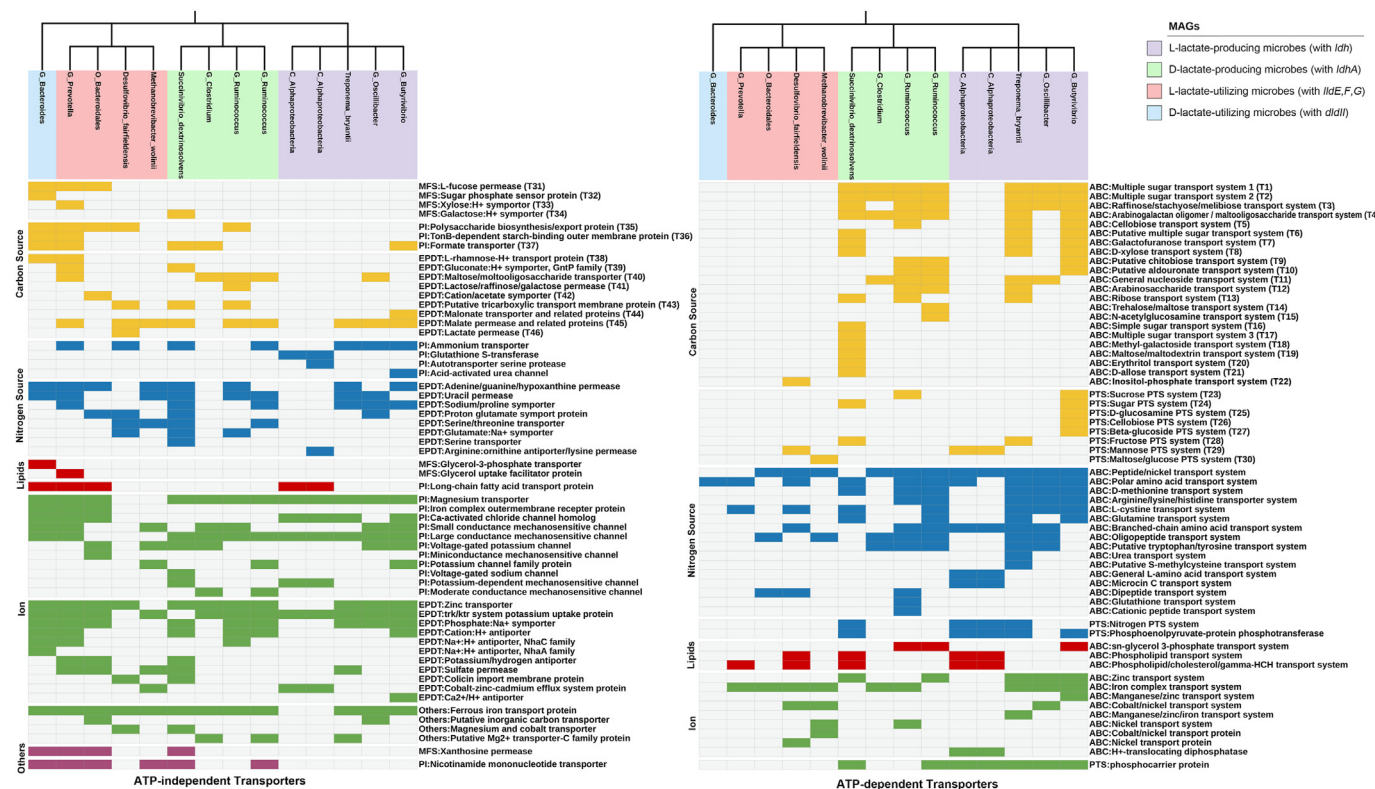 G_Bacteroides
G_Prevotella
O_Bacteroidales
Desulfovibrio_fairfieldensis
Methanobrevibacter_wolinii
Succinivibrio_dextrinosolvens
G_Clostridium
G_Ruminococcus
G_Ruminococcus
C_Alphaproteobacteria
C_Alphaproteobacteria
Treponema_bryantii
G_Oscillibacter
G_Butyrivibrio
Carbon Source
MFS:L-fucose permease (T31)
MFS:Sugar phosphate sensor protein (T32)
MFS:Xylose:H+ symportor (T33)
MFS:Galactose:H+ symporter (T34)
PI:Polysaccharide biosynthesis/export protein (T35)
PI:TonB-dependent starch-binding outer membrane protein (T36)
PI:Formate transporter (T37)
EPDT:L-rhamnose-H+ transport protein (T38)
EPDT:Gluconate:H+ symporter, GntP family (T39)
EPDT:Maltose/moltooligosaccharide transporter (T40)
EPDT:Lactose/raffinose/galactose permease (T41)
EPDT:Cation/acetate symporter (T42)
EPDT:Putative tricarboxylic transport membrane protein (T43)
EPDT:Malonate transporter and related proteins (T44)
EPDT:Malate permease and related proteins (T45)
EPDT:Lactate permease (T46)
Nitrogen Source
PI:Ammonium transporter
PI:Glutathione S-transferase
PI:Autotransporter serine protease
PI:Acid-activated urea channel
EPDT:Adenine/guanine/hypoxanthine permease
EPDT:Uracil permease
EPDT:Sodium/proline symporter
EPDT:Proton glutamate symport protein
EPDT:Serine/threonine transporter
EPDT:Glutamate:Na+ symporter
EPDT:Serine transporter
EPDT:Arginine:ornithine antiporter/lysine permease
Lipids
MFS:Glycerol-3-phosphate transporter
MFS:Glycerol uptake facilitator protein
PI:Long-chain fatty acid transport protein
Ion
PI:Magnesium transporter
PI:Iron complex outermembrane recepter protein
PI:Ca-activated chloride channel homolog
PI:Small conductance mechanosensitive channel
PI:Large conductance mechanosensitive channel
PI:Voltage-gated potassium channel
PI:Miniconductance mechanosensitive channel
PI:Potassium channel family protein
PI:Voltage-gated sodium channel
PI:Potassium-dependent mechanosensitive channel
PI:Moderate conductance mechanosensitive channel
EPDT:Zinc transporter
EPDT:trk/ktr system potassium uptake protein
EPDT:Phosphate:Na+ symporter
EPDT:Cation:H+ antiporter
EPDT:Na+:H+ antiporter, NhaC family
EPDT:Na+:H+ antiporter, NhaA family
EPDT:Potassium/hydrogen antiporter
EPDT:Sulfate permease
EPDT:Colicin import membrane protein
EPDT:Cobalt-zinc-cadmium efflux system protein
EPDT:Ca2+/H+ antiporter
Others:Ferrous iron transport protein
Others:Putative inorganic carbon transporter
Others:Magnesium and cobalt transporter
Others:Putative Mg2+ transporter-C family protein
Others
MFS:Xanthosine permease
PI:Nicotinamide mononucleotide transporter
ATP-independent Transporters
G_Bacteroides
G_Prevotella
O_Bacteroidales
Desulfovibrio_fairfieldensis
Methanobrevibacter_wolinii
Succinivibrio_dextrinosolvens
G_Clostridium
G_Ruminococcus
G_Ruminococcus
C_Alphaproteobacteria
C_Alphaproteobacteria
Treponema_bryantii
G_Oscillibacter
G_Butyrivibrio
Carbon Source
ABC:Multiple sugar transport system 1 (T1)
ABC:Multiple sugar transport system 2 (T2)
ABC:Raffinose/stachyose/melibiose transport system (T3)
ABC:Arabinogalactan oligomer / maltooligosaccharide transport system (T4
ABC:Cellobiose transport system (T5)
ABC:Putative multiple sugar transport system (T6)
ABC:Galactofuranose transport system (T7)
ABC:D-xylose transport system (T8)
ABC:Putative chitobiose transport system (T9)
ABC:Putative aldouronate transport system (T10)
ABC:General nucleoside transport system (T11)
ABC:Arabinosaccharide transport system (T12)
ABC:Ribose transport system (T13)
ABC:Trehalose/maltose transport system (T14)
ABC:N-acetylglucosamine transport system (T15)
ABC:Simple sugar transport system (T16)
ABC:Multiple sugar transport system 3 (T17)
ABC:Methyl-galactoside transport system (T18)
ABC:Maltose/maltodextrin transport system (T19)
ABC:Erythritol transport system (T20)
ABC:D-allose transport system (T21)
ABC:Inositol-phosphate transport system (T22)
PTS:Sucrose PTS system (T23)
PTS:Sugar PTS system (T24)
PTS:D-glucosamine PTS system (T25)
PTS:Cellobiose PTS system (T26)
PTS:Beta-glucoside PTS system (T27)
PTS:Fructose PTS system (T28)
PTS:Mannose PTS system (T29)
PTS:Maltose/glucose PTS system (T30)
Nitrogen Source
ABC:Peptide/nickel transport system
ABC:Polar amino acid transport system
ABC:D-methionine transport system
ABC:Arginine/lysine/histidine transporter system
ABC:L-cystine transport system
ABC:Glutamine transport system
ABC:Branched-chain amino acid transport system
ABC:Oligopeptide transport system
ABC:Putative tryptophan/tyrosine transport system
ABC:Urea transport system
ABC:Putative S-methylcysteine transport system
ABC:General L-amino acid transport system
ABC:Microcin C transport system
ABC:Dipeptide transport system
ABC:Glutathione transport system
ABC:Cationic peptide transport system
PTS:Nitrogen PTS system
PTS:Phosphoenolpyruvate-protein phosphotransferase
Lipids
ABC:sn-glycerol 3-phosphate transport system
ABC:Phospholipid transport system
ABC:Phospholipid/cholesterol/gamma-HCH transport system
Ion
ABC:Zinc transport system
ABC:Iron complex transport system
ABC:Manganese/zinc transport system
ABC:Cobalt/nickel transport system
ABC:Manganese/zinc/iron transport system
ABC:Nickel transport system
ABC:Cobalt/nickel transport protein
ABC:Nickel transport protein
ABC:H+-translocating diphosphatase
PTS:phosphocarrier protein
ATP-dependent Transporters
MAGs
L-lactate-producing microbes (with ldh)
D-lactate-producing microbes (with ldhA)
L-lactate-utilizing microbes (with lldE,F,G)
D-lactate-utilizing microbes (with dldII)